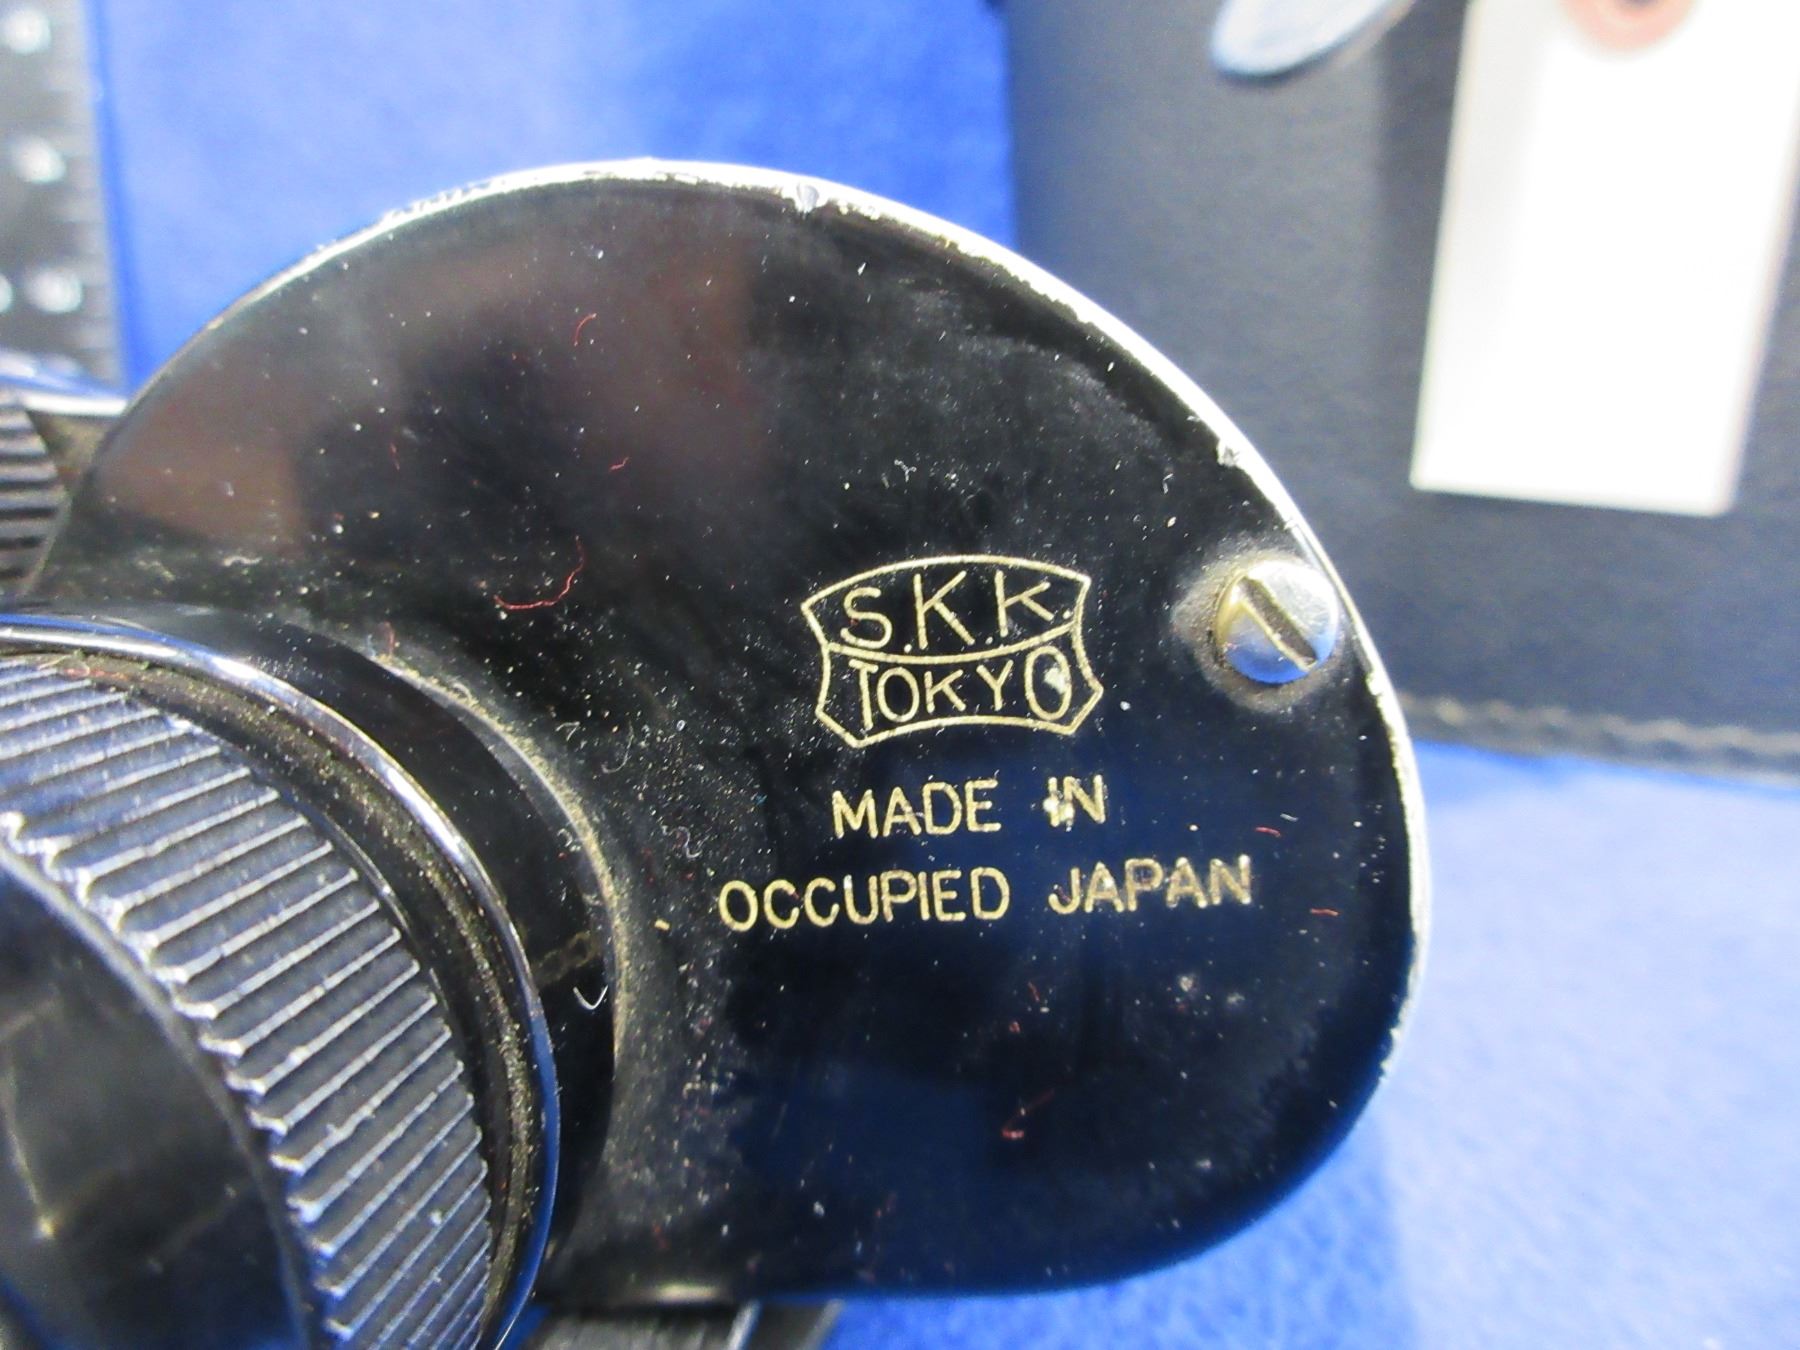 S.K.K.
TOKYO
MADE IN
OCCUPIED JAPAN